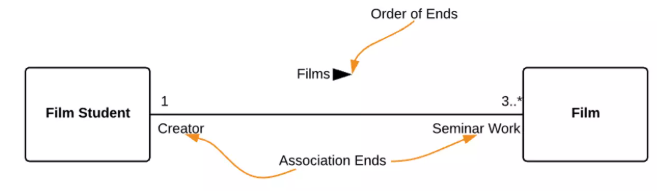 Order of Ends
Films
1
3..*
Film Student
Film
Creator
Seminar Work
Association Ends